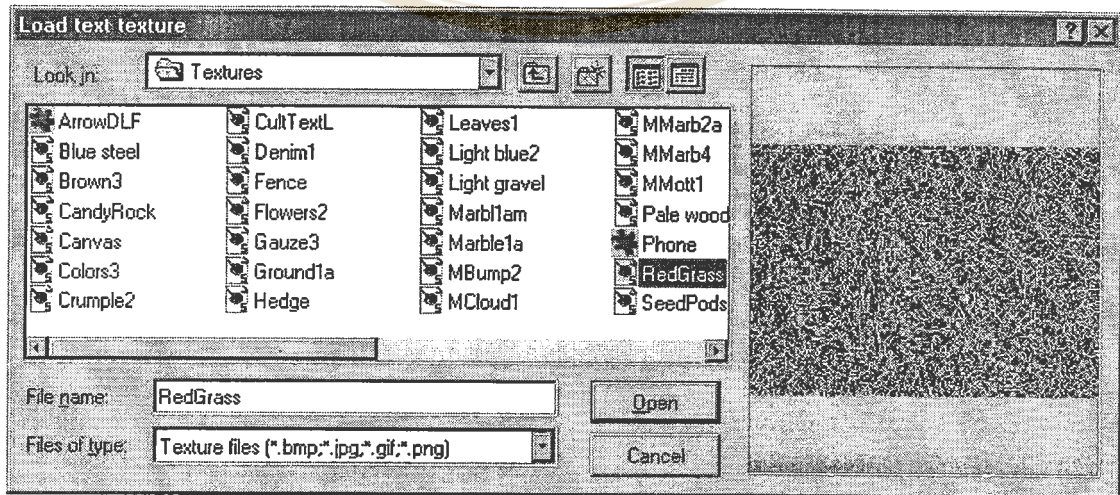 Load text texture
Look in: Textures
ArrowDLF
Blue steel
Brown3
CandyRock
Canvas
Colors3
Crumple2
CultTextL
Denim1
Fence
Flowers2
Gauze3
Ground1a
Hedge
Leaves1
Light blue2
Light gravel
Marbl1am
Marble1a
MBump2
MCloud1
MMarb2a
MMarb4
MMott1
Pale wood
Phone
RedGrass
SeedPods
File name: RedGrass
Open
Files of type: Texture files (*.bmp;*.jpg;*.gif;*.png)
Cancel